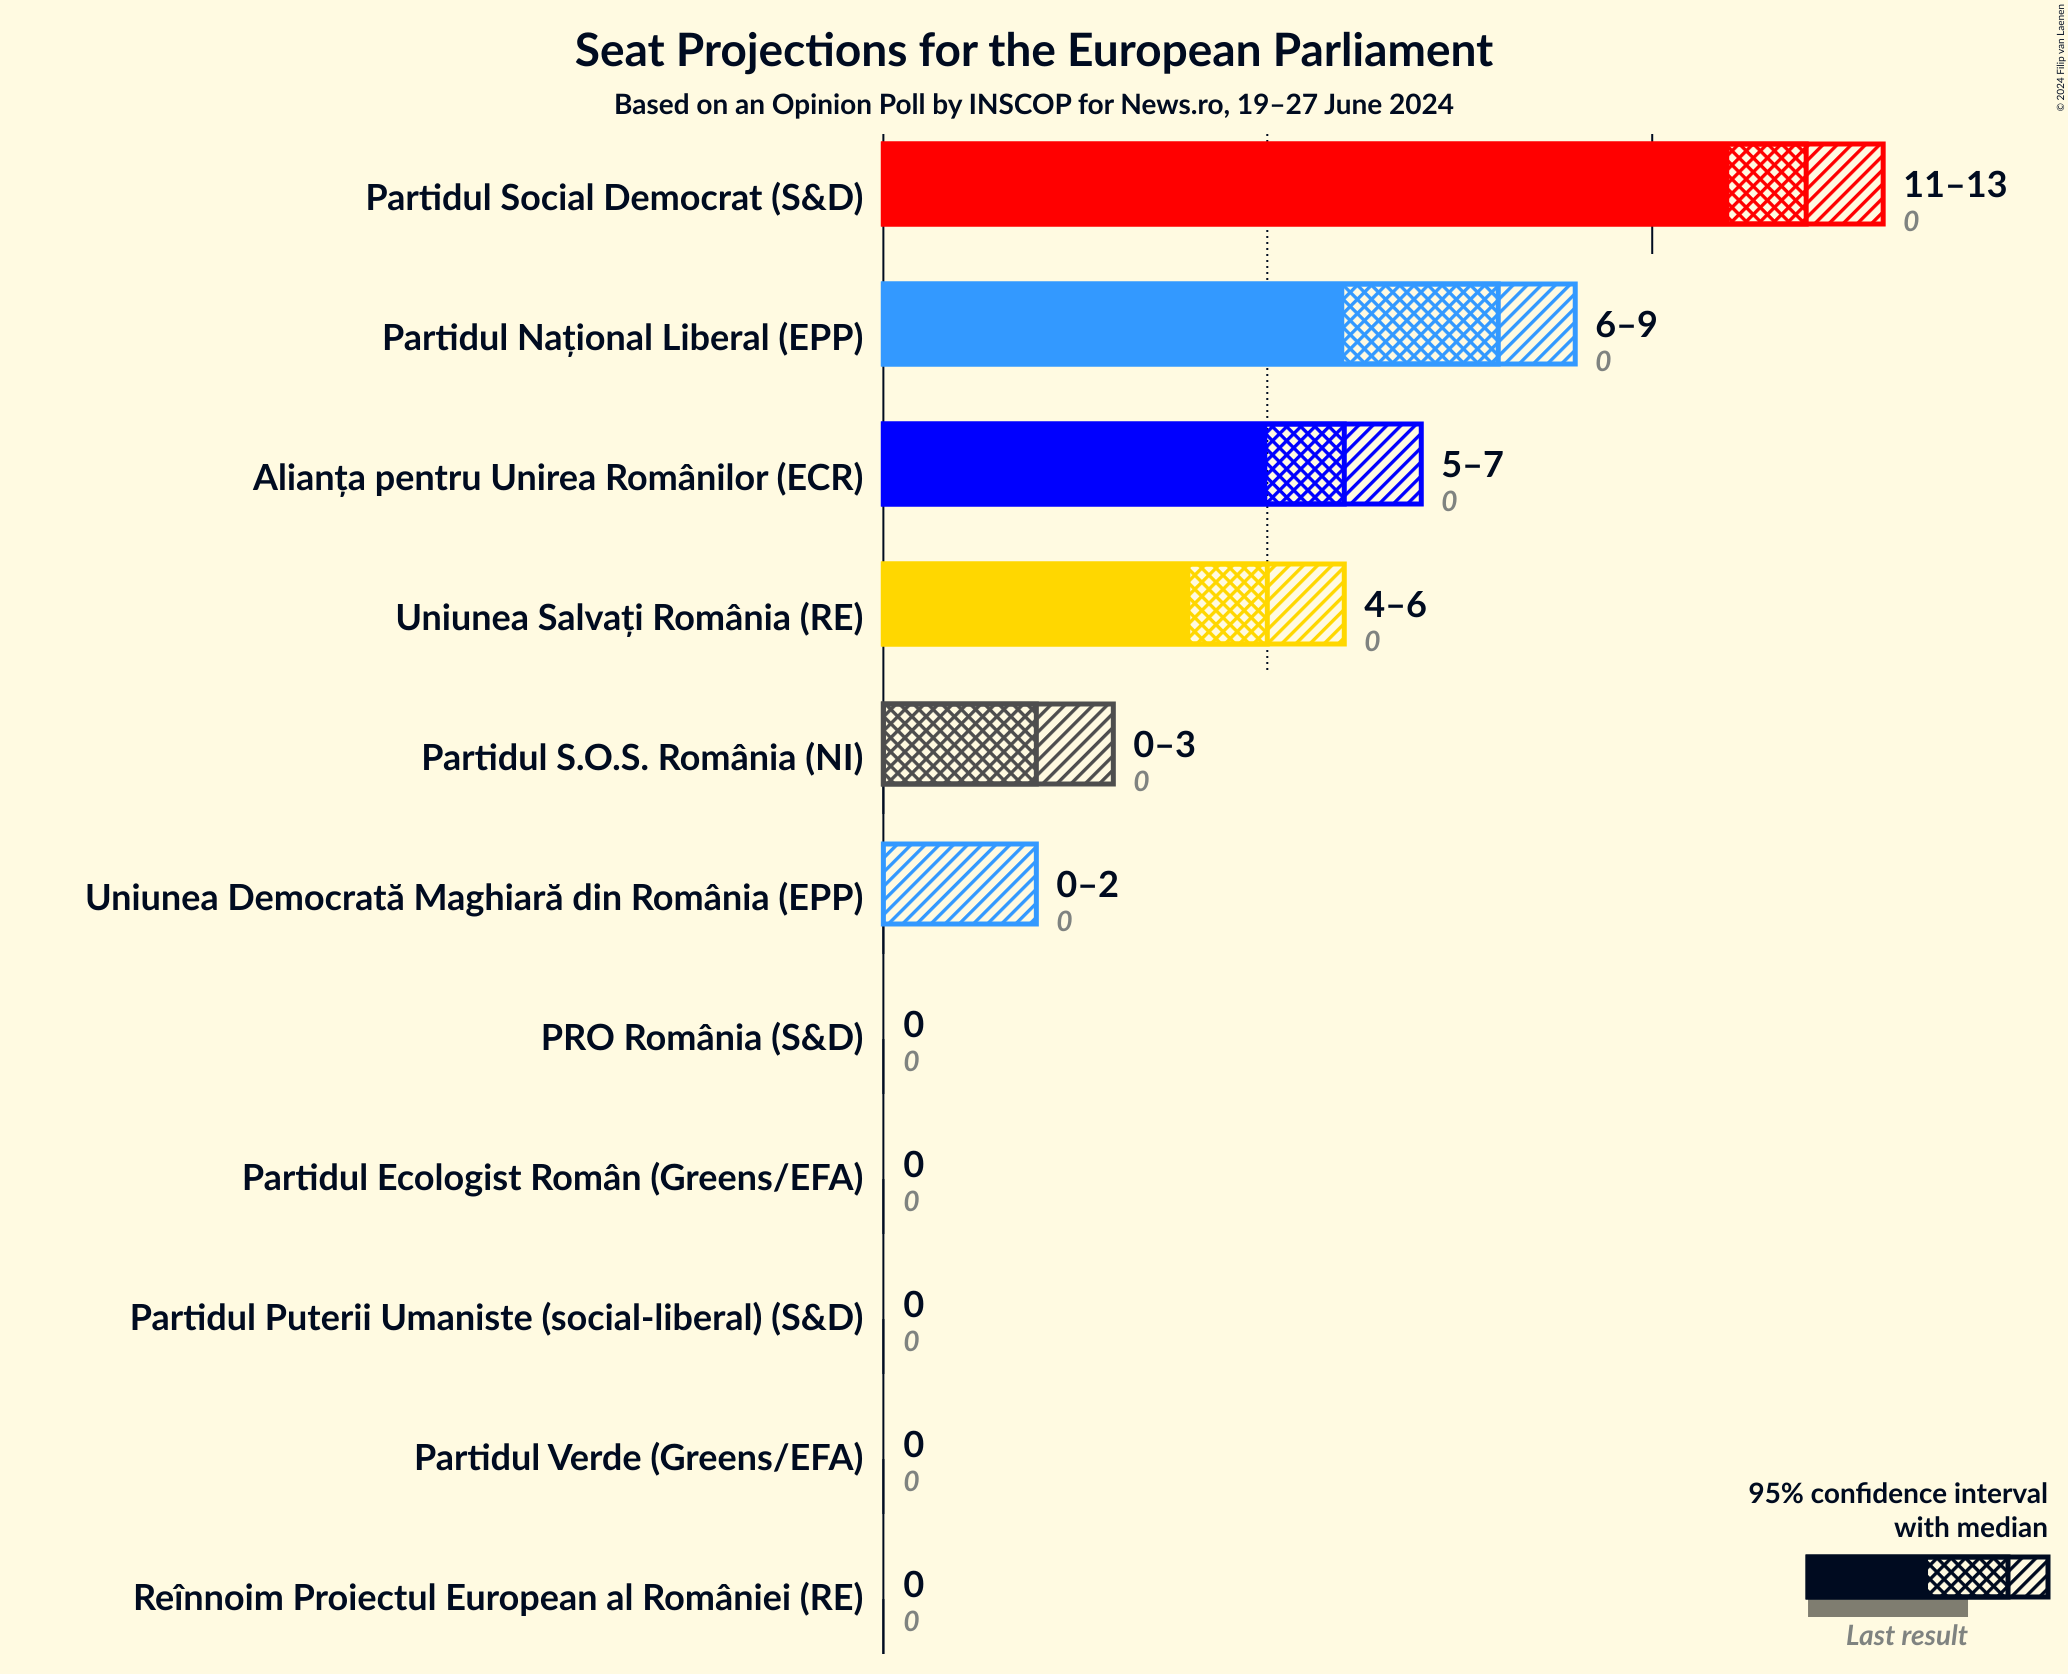 Seat Projections for the European Parliament
Based on an Opinion Poll by INSCOP for News.ro, 19–27 June 2024
© 2024 Filip van Laenen
Partidul Social Democrat (S&D)
11–13
0
Partidul Național Liberal (EPP)
6–9
0
Alianța pentru Unirea Românilor (ECR)
5–7
0
Uniunea Salvați România (RE)
4–6
0
Partidul S.O.S. România (NI)
0–3
0
Uniunea Democrată Maghiară din România (EPP)
0–2
0
PRO România (S&D)
0
0
Partidul Ecologist Român (Greens/EFA)
0
0
Partidul Puterii Umaniste (social-liberal) (S&D)
0
0
Partidul Verde (Greens/EFA)
0
0
Reînnoim Proiectul European al României (RE)
0
0
95% confidence interval
with median
Last result